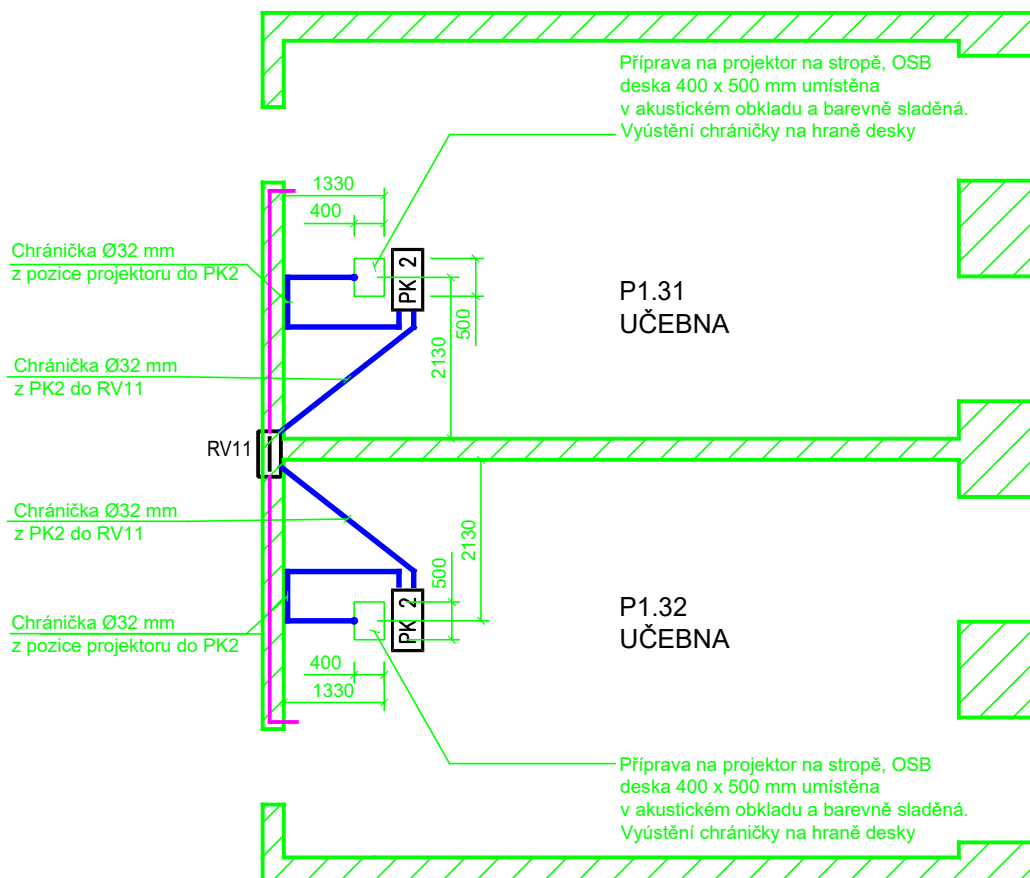 Příprava na projektor na stropě, OSB
deska 400 x 500 mm umístěna
v akustickém obkladu a barevně sladěná.
Vyústění chráničky na hraně desky
1330
400
Chránička Ø32 mm
z pozice projektoru do PK2
PK 2
500
2130
P1.31
UČEBNA
Chránička Ø32 mm
z PK2 do RV11
RV11
Chránička Ø32 mm
z PK2 do RV11
2130
500
PK 2
P1.32
UČEBNA
Chránička Ø32 mm
z pozice projektoru do PK2
400
1330
Příprava na projektor na stropě, OSB
deska 400 x 500 mm umístěna
v akustickém obkladu a barevně sladěná.
Vyústění chráničky na hraně desky